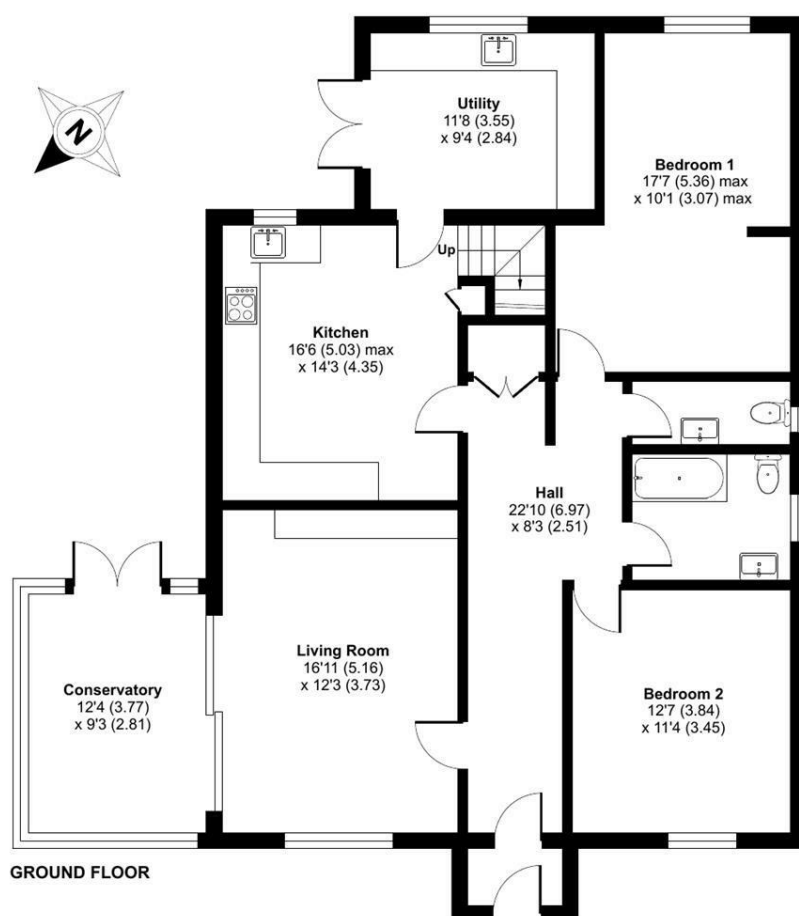 N
Utility
11'8 (3.55)
x 9'4 (2.84)
Bedroom 1
17'7 (5.36) max
x 10'1 (3.07) max
Up
Kitchen
16'6 (5.03) max
x 14'3 (4.35)
Hall
22'10 (6.97)
x 8'3 (2.51)
Living Room
16'11 (5.16)
x 12'3 (3.73)
Conservatory
12'4 (3.77)
x 9'3 (2.81)
Bedroom 2
12'7 (3.84)
x 11'4 (3.45)
GROUND FLOOR